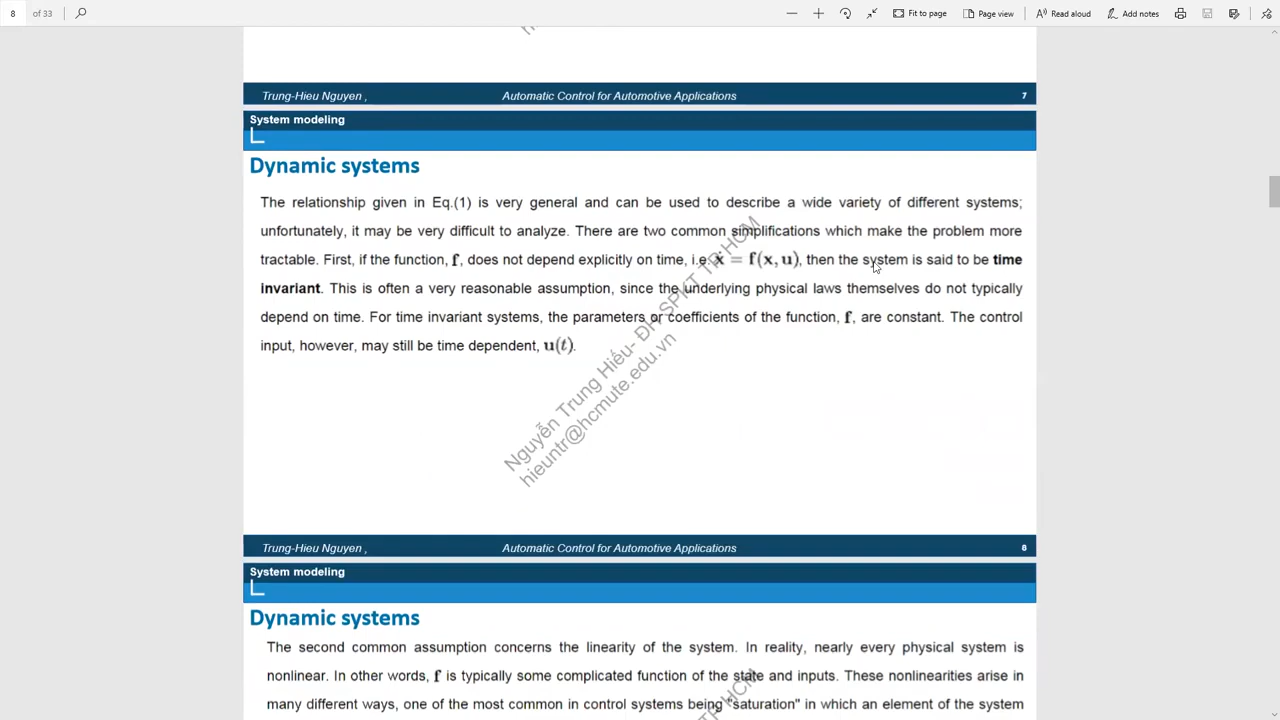 8 of 33 Fit to page Page view Read aloud Add notes
Trung-Hieu Nguyen , Automatic Control for Automotive Applications 7
System modeling
Dynamic systems
The relationship given in Eq.(1) is very general and can be used to describe a wide variety of different systems;
unfortunately, it may be very difficult to analyze. There are two common simplifications which make the problem more
tractable. First, if the function, f, does not depend explicitly on time, i.e. ẋ = f(x, u), then the system is said to be time
invariant. This is often a very reasonable assumption, since the underlying physical laws themselves do not typically
depend on time. For time invariant systems, the parameters or coefficients of the function, f, are constant. The control
input, however, may still be time dependent, u(t).
Nguyễn Trung Hiếu- ĐH SPKT TP.HCM
hieuntr@hcmute.edu.vn
Trung-Hieu Nguyen , Automatic Control for Automotive Applications 8
System modeling
Dynamic systems
The second common assumption concerns the linearity of the system. In reality, nearly every physical system is
nonlinear. In other words, f is typically some complicated function of the state and inputs. These nonlinearities arise in
many different ways, one of the most common in control systems being "saturation" in which an element of the system